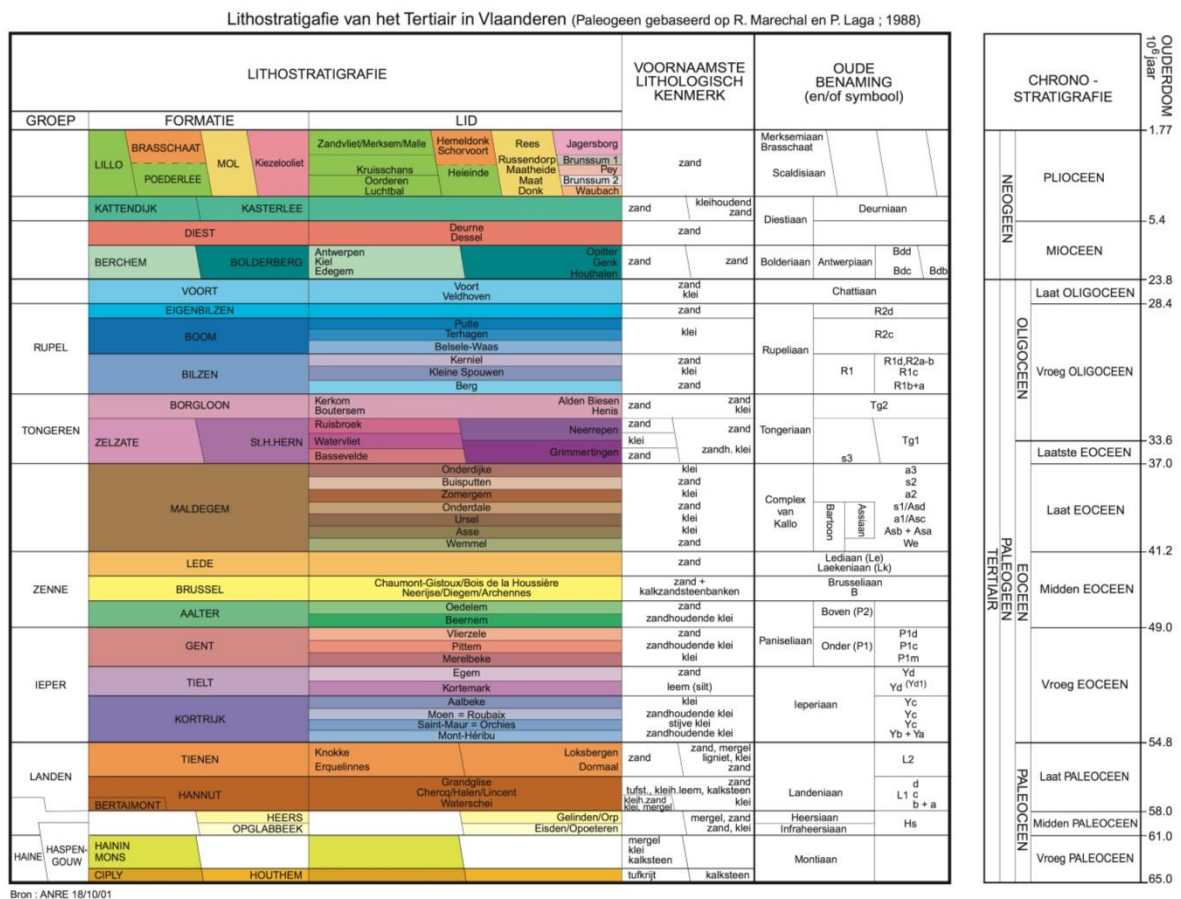 Lithostratigafie van het Tertiair in Vlaanderen (Paleogeen gebaseerd op R. Marechal en P. Laga ; 1988)
LITHOSTRATIGRAFIE
VOORNAAMSTE
LITHOLOGISCH
KENMERK
OUDE
BENAMING
(en/of symbool)
GROEP
FORMATIE
LID
LILLO
BRASSCHAAT
POEDERLEE
MOL
Kiezelooliet
Zandvliet/Merksem/Malle
Kruisschans
Oorderen
Luchtbal
Hemeldonk
Schorvoort
Heieinde
Rees
Russendorp
Maatheide
Maat
Donk
Jagersborg
Brunssum 1
Pey
Brunssum 2
Waubach
zand
Merksemiaan
Brasschaat
Scaldisiaan
KATTENDIJK
KASTERLEE
zand
kleihoudend
zand
Diestiaan
Deurniaan
DIEST
Deurne
Dessel
zand
BERCHEM
BOLDERBERG
Antwerpen
Kiel
Edegem
Opitter
Genk
Houthalen
zand
zand
Bolderiaan
Antwerpiaan
Bdd
Bdc
Bdb
RUPEL
VOORT
Voort
Veldhoven
zand
klei
Chattiaan
EIGENBILZEN
zand
Rupeliaan
R2d
BOOM
Putte
Terhagen
Belsele-Waas
klei
R2c
BILZEN
Kerniel
Kleine Spouwen
Berg
zand
klei
zand
R1
R1d,R2a-b
R1c
R1b+a
TONGEREN
BORGLOON
Kerkom
Boutersem
Alden Biesen
Henis
zand
zand
klei
Tongeriaan
Tg2
ZELZATE
St.H.HERN
Ruisbroek
Watervliet
Bassevelde
Neerrepen
Grimmertingen
zand
klei
zand
zand
zandh. klei
s3
Tg1
MALDEGEM
Onderdijke
Buisputten
Zomergem
Onderdale
Ursel
Asse
Wemmel
klei
zand
klei
zand
klei
klei
zand
Complex
van
Kallo
Bartoon
Assiaan
a3
s2
a2
s1/Asd
a1/Asc
Asb + Asa
We
ZENNE
LEDE
zand
Lediaan (Le)
Laekeniaan (Lk)
BRUSSEL
Chaumont-Gistoux/Bois de la Houssière
Neerijse/Diegem/Archennes
zand +
kalkzandsteenbanken
Brusseliaan
B
AALTER
Oedelem
Beernem
zand
zandhoudende klei
Paniseliaan
Boven (P2)
IEPER
GENT
Vlierzele
Pittem
Merelbeke
zand
zandhoudende klei
klei
Onder (P1)
P1d
P1c
P1m
TIELT
Egem
Kortemark
zand
leem (silt)
Ieperiaan
Yd
Yd (Yd1)
KORTRIJK
Aalbeke
Moen = Roubaix
Saint-Maur = Orchies
Mont-Héribu
klei
zandhoudende klei
stijve klei
zandhoudende klei
Yc
Yc
Yc
Yb + Ya
LANDEN
TIENEN
Knokke
Erquelinnes
Loksbergen
Dormaal
zand
zand, mergel
ligniet, klei
zand
Landeniaan
L2
HANNUT
BERTAIMONT
Grandglise
Chercq/Halen/Lincent
Waterschei
zand
tufst., kleih.leem, kalksteen
kleih.zand
klei, mergel
klei
L1
d
c
b + a
HEERS
OPGLABBEEK
Gelinden/Orp
Eisden/Opoeteren
mergel, zand
zand, klei
Heersiaan
Infraheersiaan
Hs
HAINE
HASPEN-
GOUW
HAININ
MONS
mergel
klei
kalksteen
Montiaan
CIPLY
HOUTHEM
tufkrijt
kalksteen
CHRONO -
STRATIGRAFIE
OUDERDOM
10⁶ jaar
TERTIAIR
NEOGEEN
PALEOGEEN
PLIOCEEN
MIOCEEN
OLIGOCEEN
Laat OLIGOCEEN
Vroeg OLIGOCEEN
EOCEEN
Laatste EOCEEN
Laat EOCEEN
Midden EOCEEN
Vroeg EOCEEN
PALEOCEEN
Laat PALEOCEEN
Midden PALEOCEEN
Vroeg PALEOCEEN
1.77
5.4
23.8
28.4
33.6
37.0
41.2
49.0
54.8
58.0
61.0
65.0
Bron : ANRE 18/10/01